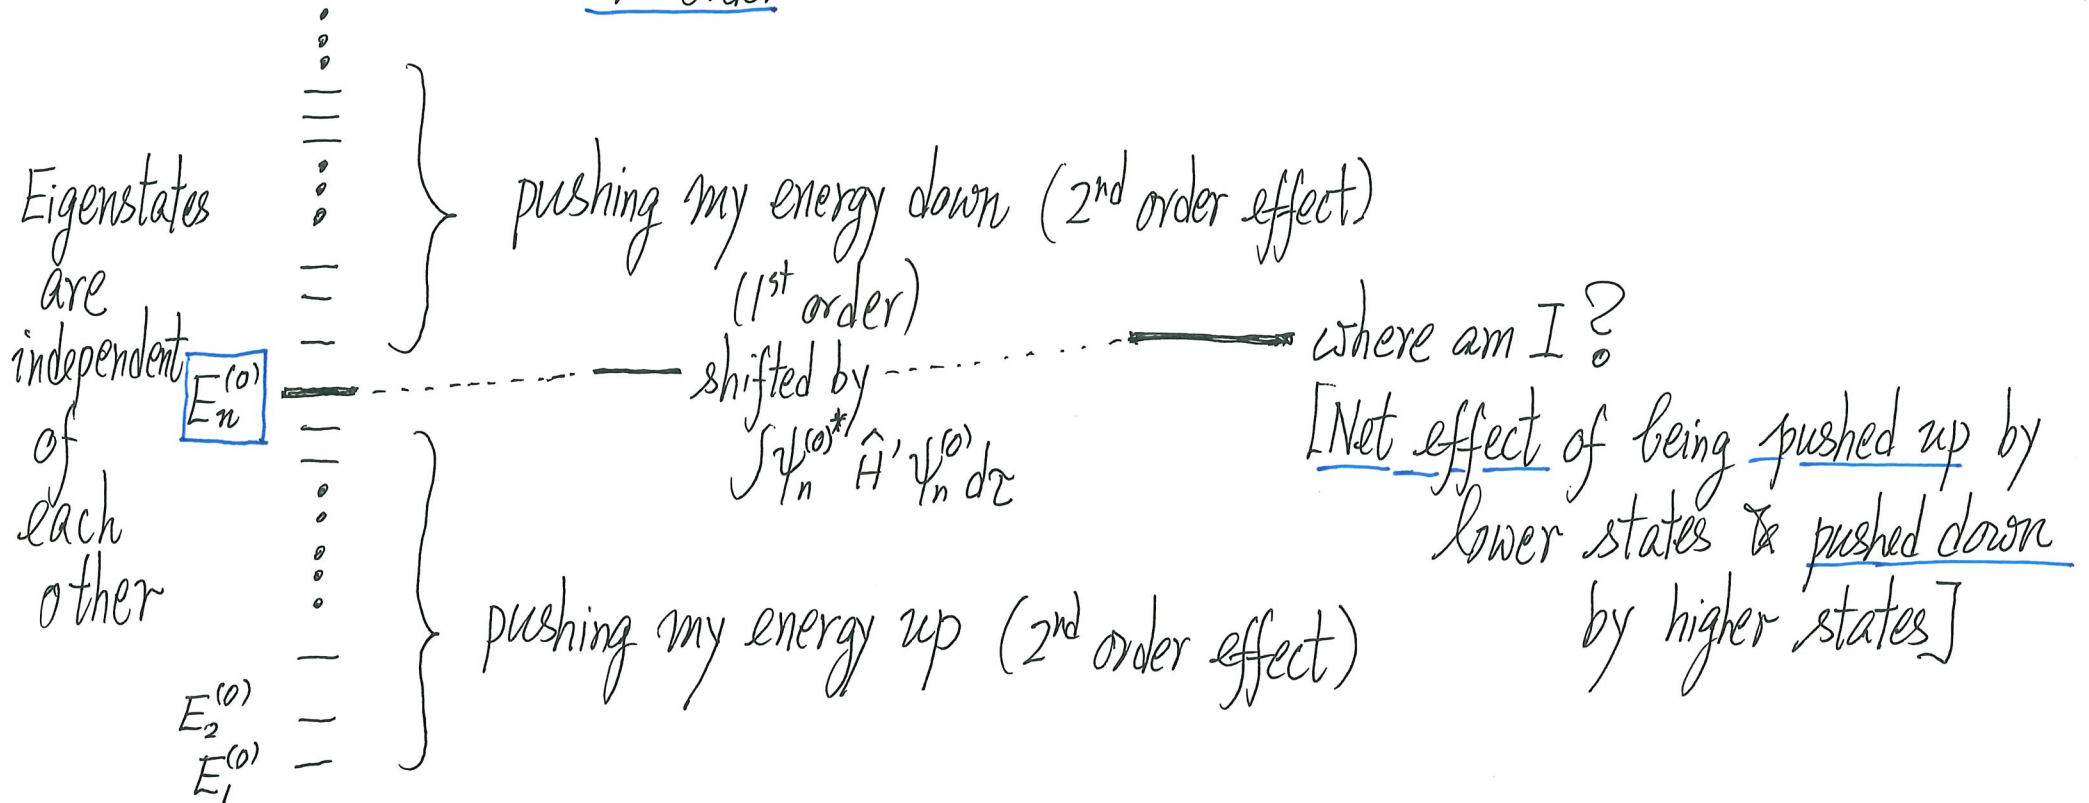 Eigenstates
are
independent
of
each
other
pushing my energy down (2nd order effect)
(1st order)
E_n^(0)
shifted by
∫ψ_n^(0)* Ĥ' ψ_n^(0) dτ
where am I?
[Net effect of being pushed up by
lower states & pushed down
by higher states]
pushing my energy up (2nd order effect)
E_2^(0)
E_1^(0)